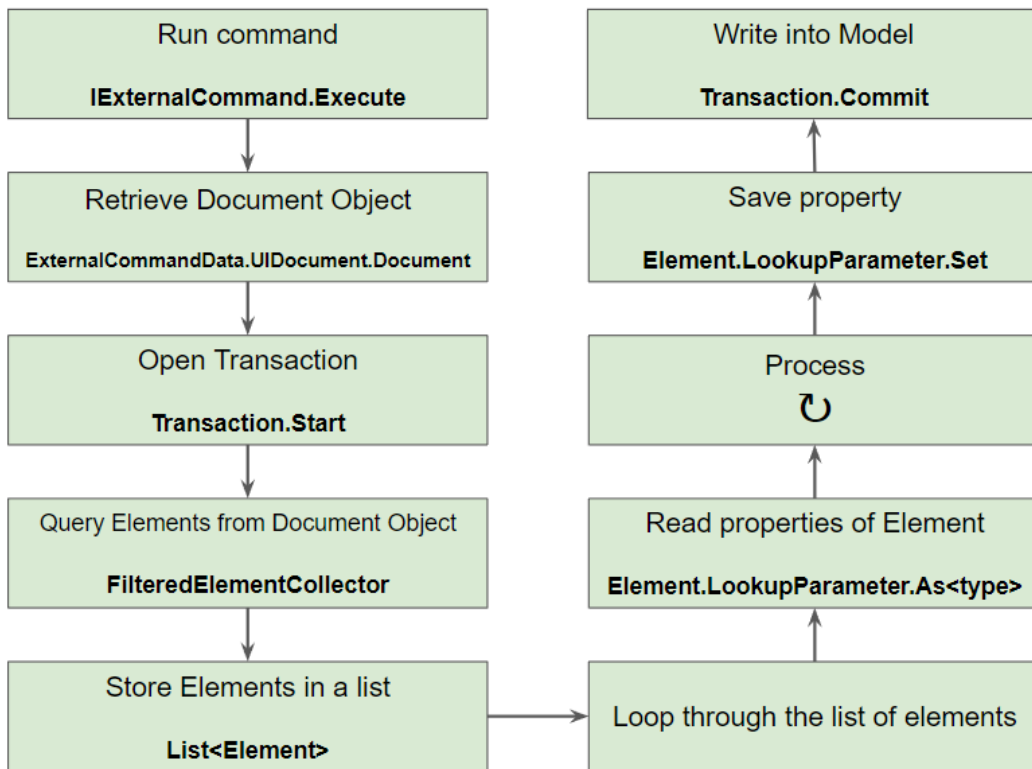 Run command
IExternalCommand.Execute
Retrieve Document Object
ExternalCommandData.UIDocument.Document
Open Transaction
Transaction.Start
Query Elements from Document Object
FilteredElementCollector
Store Elements in a list
List<Element>
Loop through the list of elements
Read properties of Element
Element.LookupParameter.As<type>
Process
↻
Save property
Element.LookupParameter.Set
Write into Model
Transaction.Commit